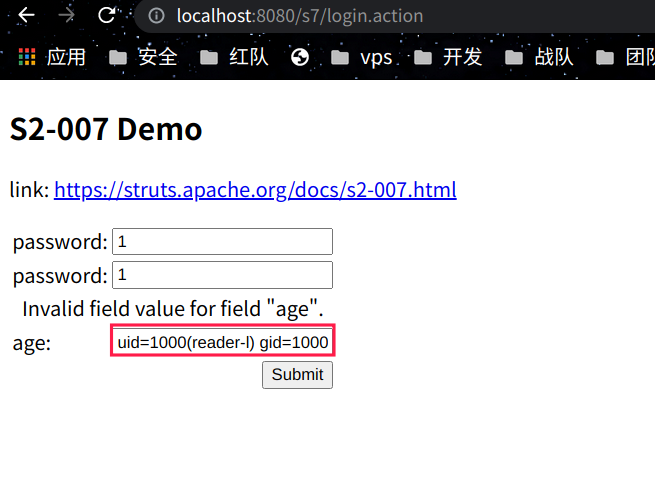 localhost:8080/s7/login.action
应用 安全 红队 vps 开发 战队 团
S2-007 Demo
link: https://struts.apache.org/docs/s2-007.html
password: 1
password: 1
Invalid field value for field "age".
age: uid=1000(reader-l) gid=1000
Submit